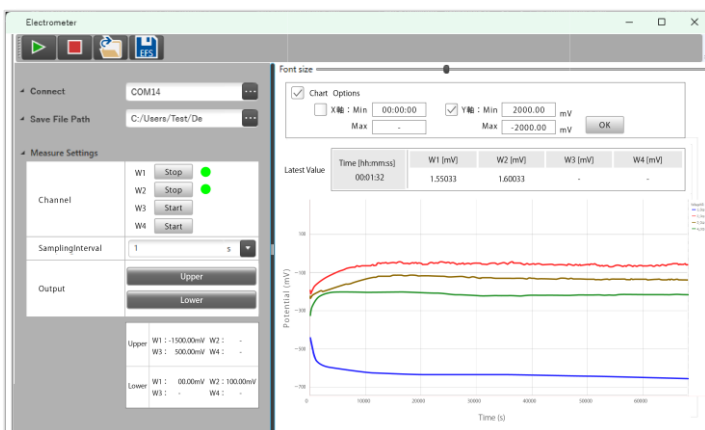 Electrometer
EFS
Font size
Connect COM14 ...
Save File Path C:/Users/Test/De ...
Measure Settings
Channel
W1 Stop
W2 Stop
W3 Start
W4 Start
SamplingInterval 1 s
Output
Upper
Lower
Upper W1 : -1500.00mV W2 : -
W3 : 500.00mV W4 : -
Lower W1 : 00.00mV W2 : 100.00mV
W3 : - W4 : -
Chart Options
X軸 : Min 00:00:00 Y軸 : Min 2000.00 mV
Max - Max -2000.00 mV OK
Latest Value
Time [hh:mm:ss] W1 [mV] W2 [mV] W3 [mV] W4 [mV]
00:01:32 1.55033 1.60033 - -
Potential (mV)
-100
-700
0 10000 20000 30000 40000 50000 60000
Time (s)